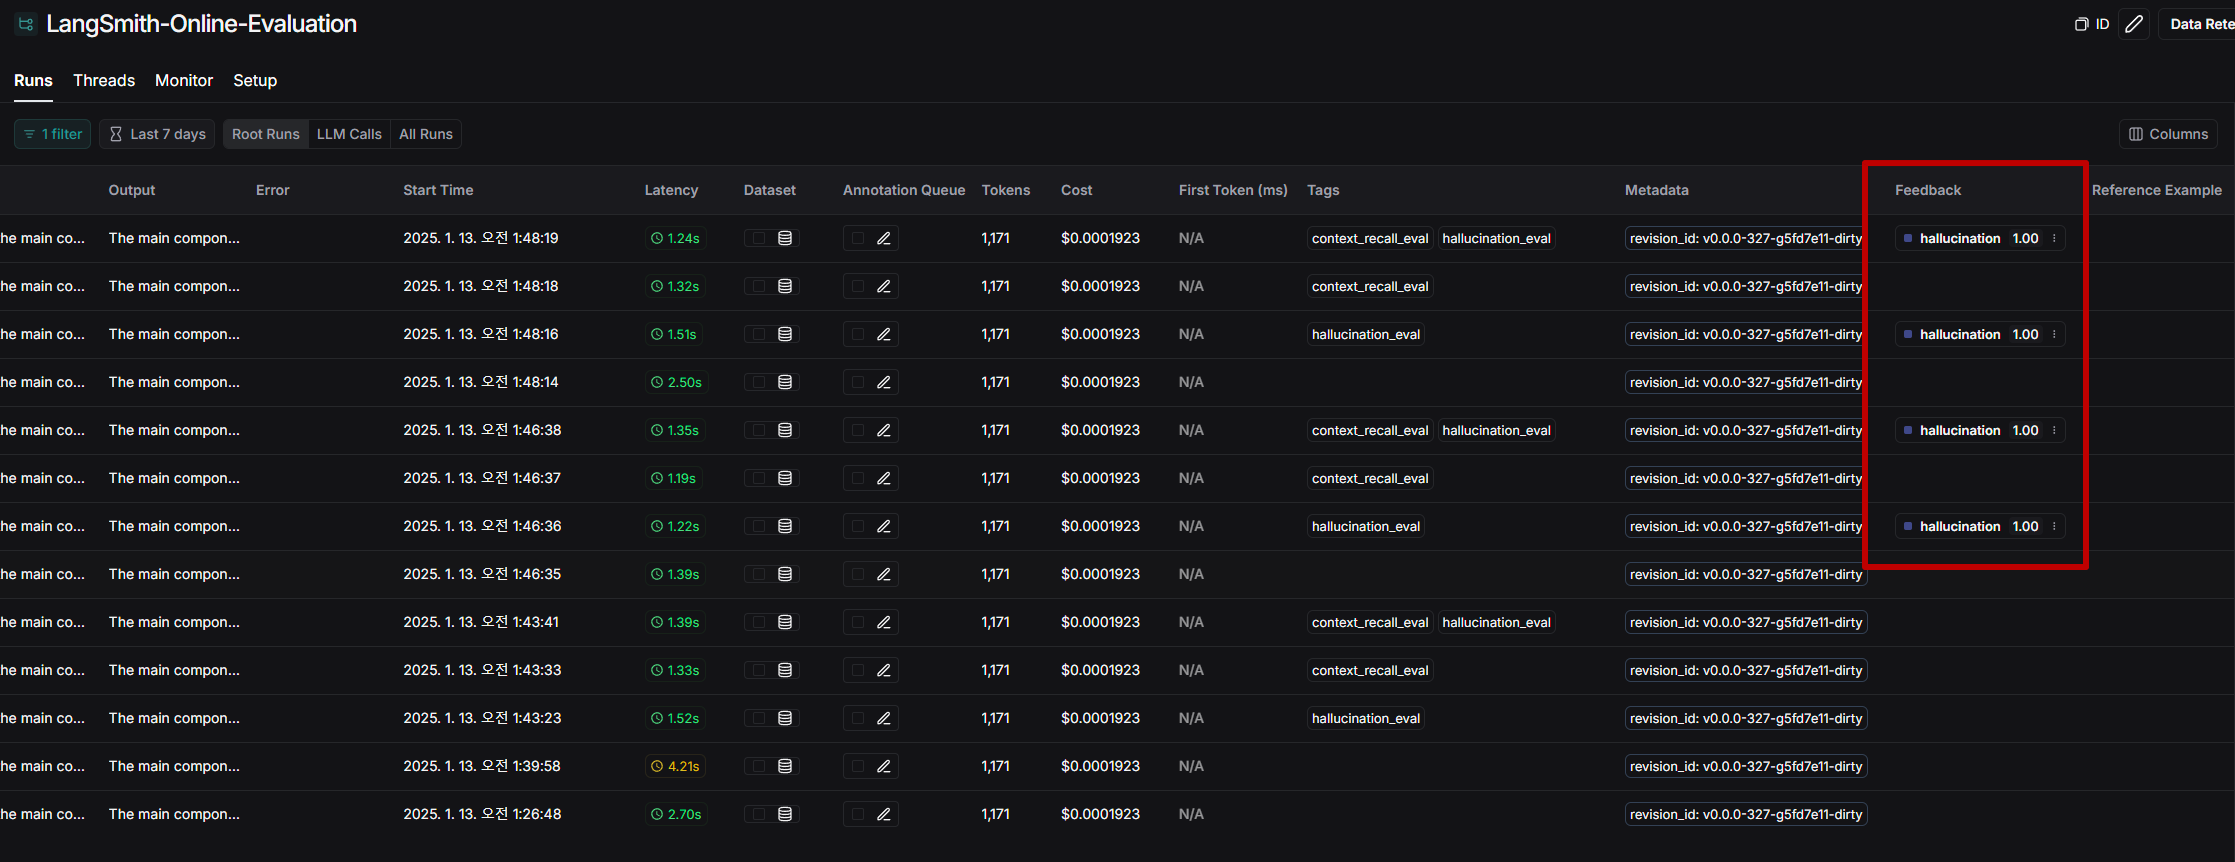 LangSmith-Online-Evaluation ID Data Rete
Runs Threads Monitor Setup
1 filter Last 7 days Root Runs LLM Calls All Runs Columns
Output Error Start Time Latency Dataset Annotation Queue Tokens Cost First Token (ms) Tags Metadata Feedback Reference Example
he main co... The main compon... 2025. 1. 13. 오전 1:48:19 1.24s 1,171 $0.0001923 N/A context_recall_eval hallucination_eval revision_id: v0.0.0-327-g5fd7e11-dirty hallucination 1.00
he main co... The main compon... 2025. 1. 13. 오전 1:48:18 1.32s 1,171 $0.0001923 N/A context_recall_eval revision_id: v0.0.0-327-g5fd7e11-dirty
he main co... The main compon... 2025. 1. 13. 오전 1:48:16 1.51s 1,171 $0.0001923 N/A hallucination_eval revision_id: v0.0.0-327-g5fd7e11-dirty hallucination 1.00
he main co... The main compon... 2025. 1. 13. 오전 1:48:14 2.50s 1,171 $0.0001923 N/A revision_id: v0.0.0-327-g5fd7e11-dirty
he main co... The main compon... 2025. 1. 13. 오전 1:46:38 1.35s 1,171 $0.0001923 N/A context_recall_eval hallucination_eval revision_id: v0.0.0-327-g5fd7e11-dirty hallucination 1.00
he main co... The main compon... 2025. 1. 13. 오전 1:46:37 1.19s 1,171 $0.0001923 N/A context_recall_eval revision_id: v0.0.0-327-g5fd7e11-dirty
he main co... The main compon... 2025. 1. 13. 오전 1:46:36 1.22s 1,171 $0.0001923 N/A hallucination_eval revision_id: v0.0.0-327-g5fd7e11-dirty hallucination 1.00
he main co... The main compon... 2025. 1. 13. 오전 1:46:35 1.39s 1,171 $0.0001923 N/A revision_id: v0.0.0-327-g5fd7e11-dirty
he main co... The main compon... 2025. 1. 13. 오전 1:43:41 1.39s 1,171 $0.0001923 N/A context_recall_eval hallucination_eval revision_id: v0.0.0-327-g5fd7e11-dirty
he main co... The main compon... 2025. 1. 13. 오전 1:43:33 1.33s 1,171 $0.0001923 N/A context_recall_eval revision_id: v0.0.0-327-g5fd7e11-dirty
he main co... The main compon... 2025. 1. 13. 오전 1:43:23 1.52s 1,171 $0.0001923 N/A hallucination_eval revision_id: v0.0.0-327-g5fd7e11-dirty
he main co... The main compon... 2025. 1. 13. 오전 1:39:58 4.21s 1,171 $0.0001923 N/A revision_id: v0.0.0-327-g5fd7e11-dirty
he main co... The main compon... 2025. 1. 13. 오전 1:26:48 2.70s 1,171 $0.0001923 N/A revision_id: v0.0.0-327-g5fd7e11-dirty